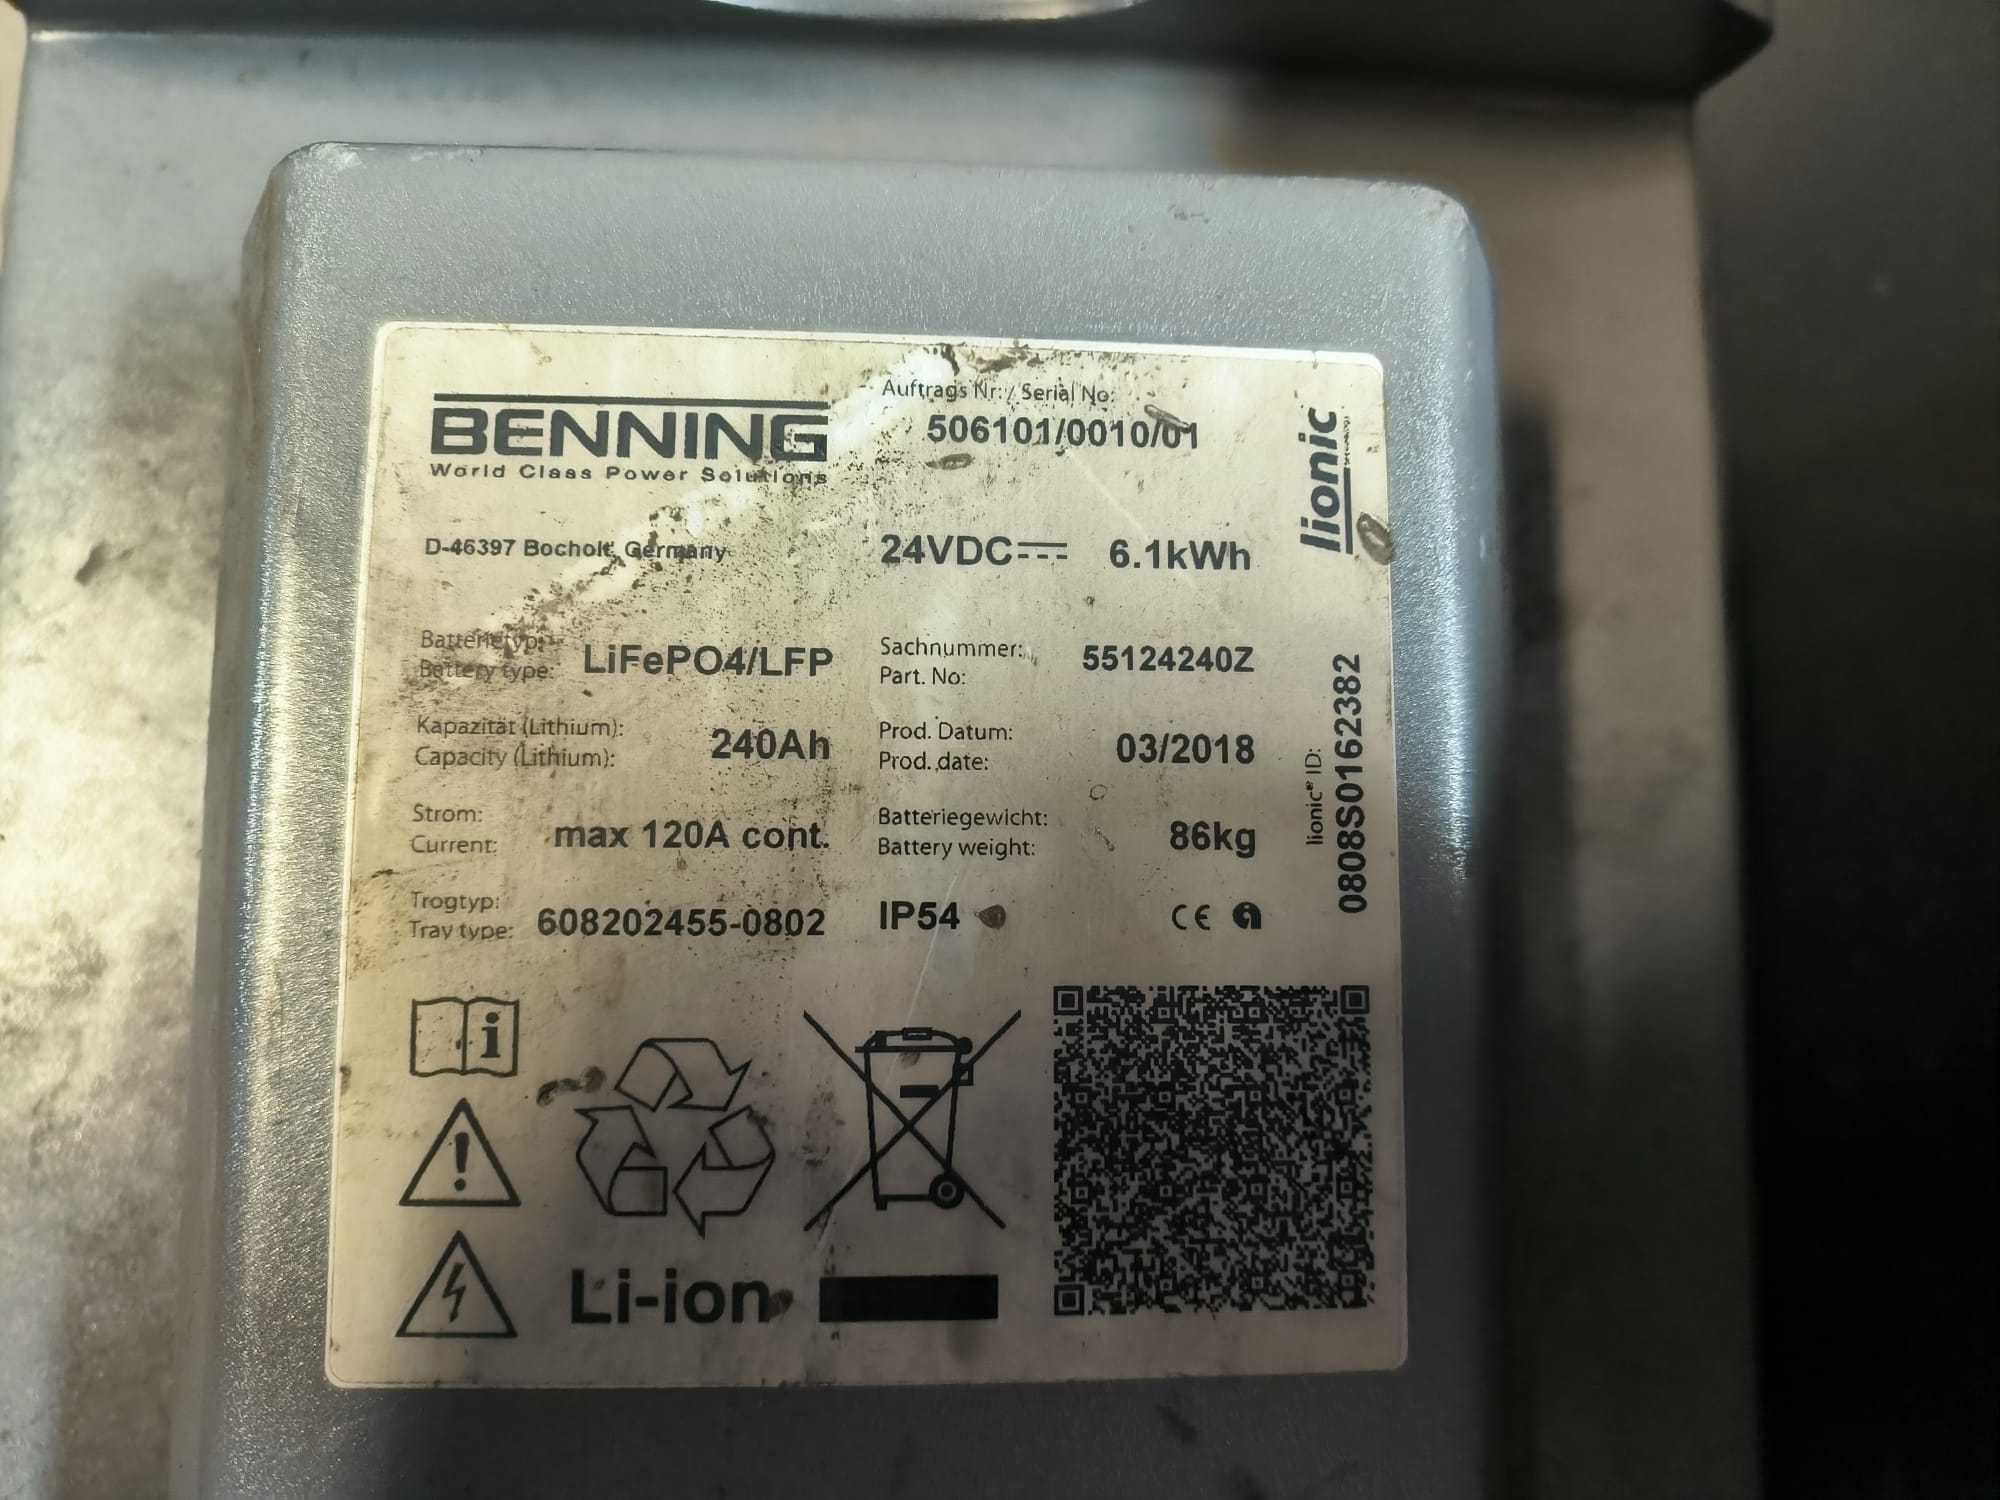 BENNING
World Class Power Solutions
D-46397 Bocholt, Germany
Auftrags Nr.: / Serial No:
506101/0010/01
24VDC 6.1kWh
Batterietyp:
Battery type: LiFePO4/LFP
Sachnummer:
Part. No: 55124240Z
Kapazität (Lithium):
Capacity (Lithium): 240Ah
Prod. Datum:
Prod. date: 03/2018
Strom:
Current: max 120A cont.
Batteriegewicht:
Battery weight: 86kg
Trogtyp:
Tray type: 608202455-0802
IP54 CE
Li-ion
lionic
lionic® ID:
0808S0162382